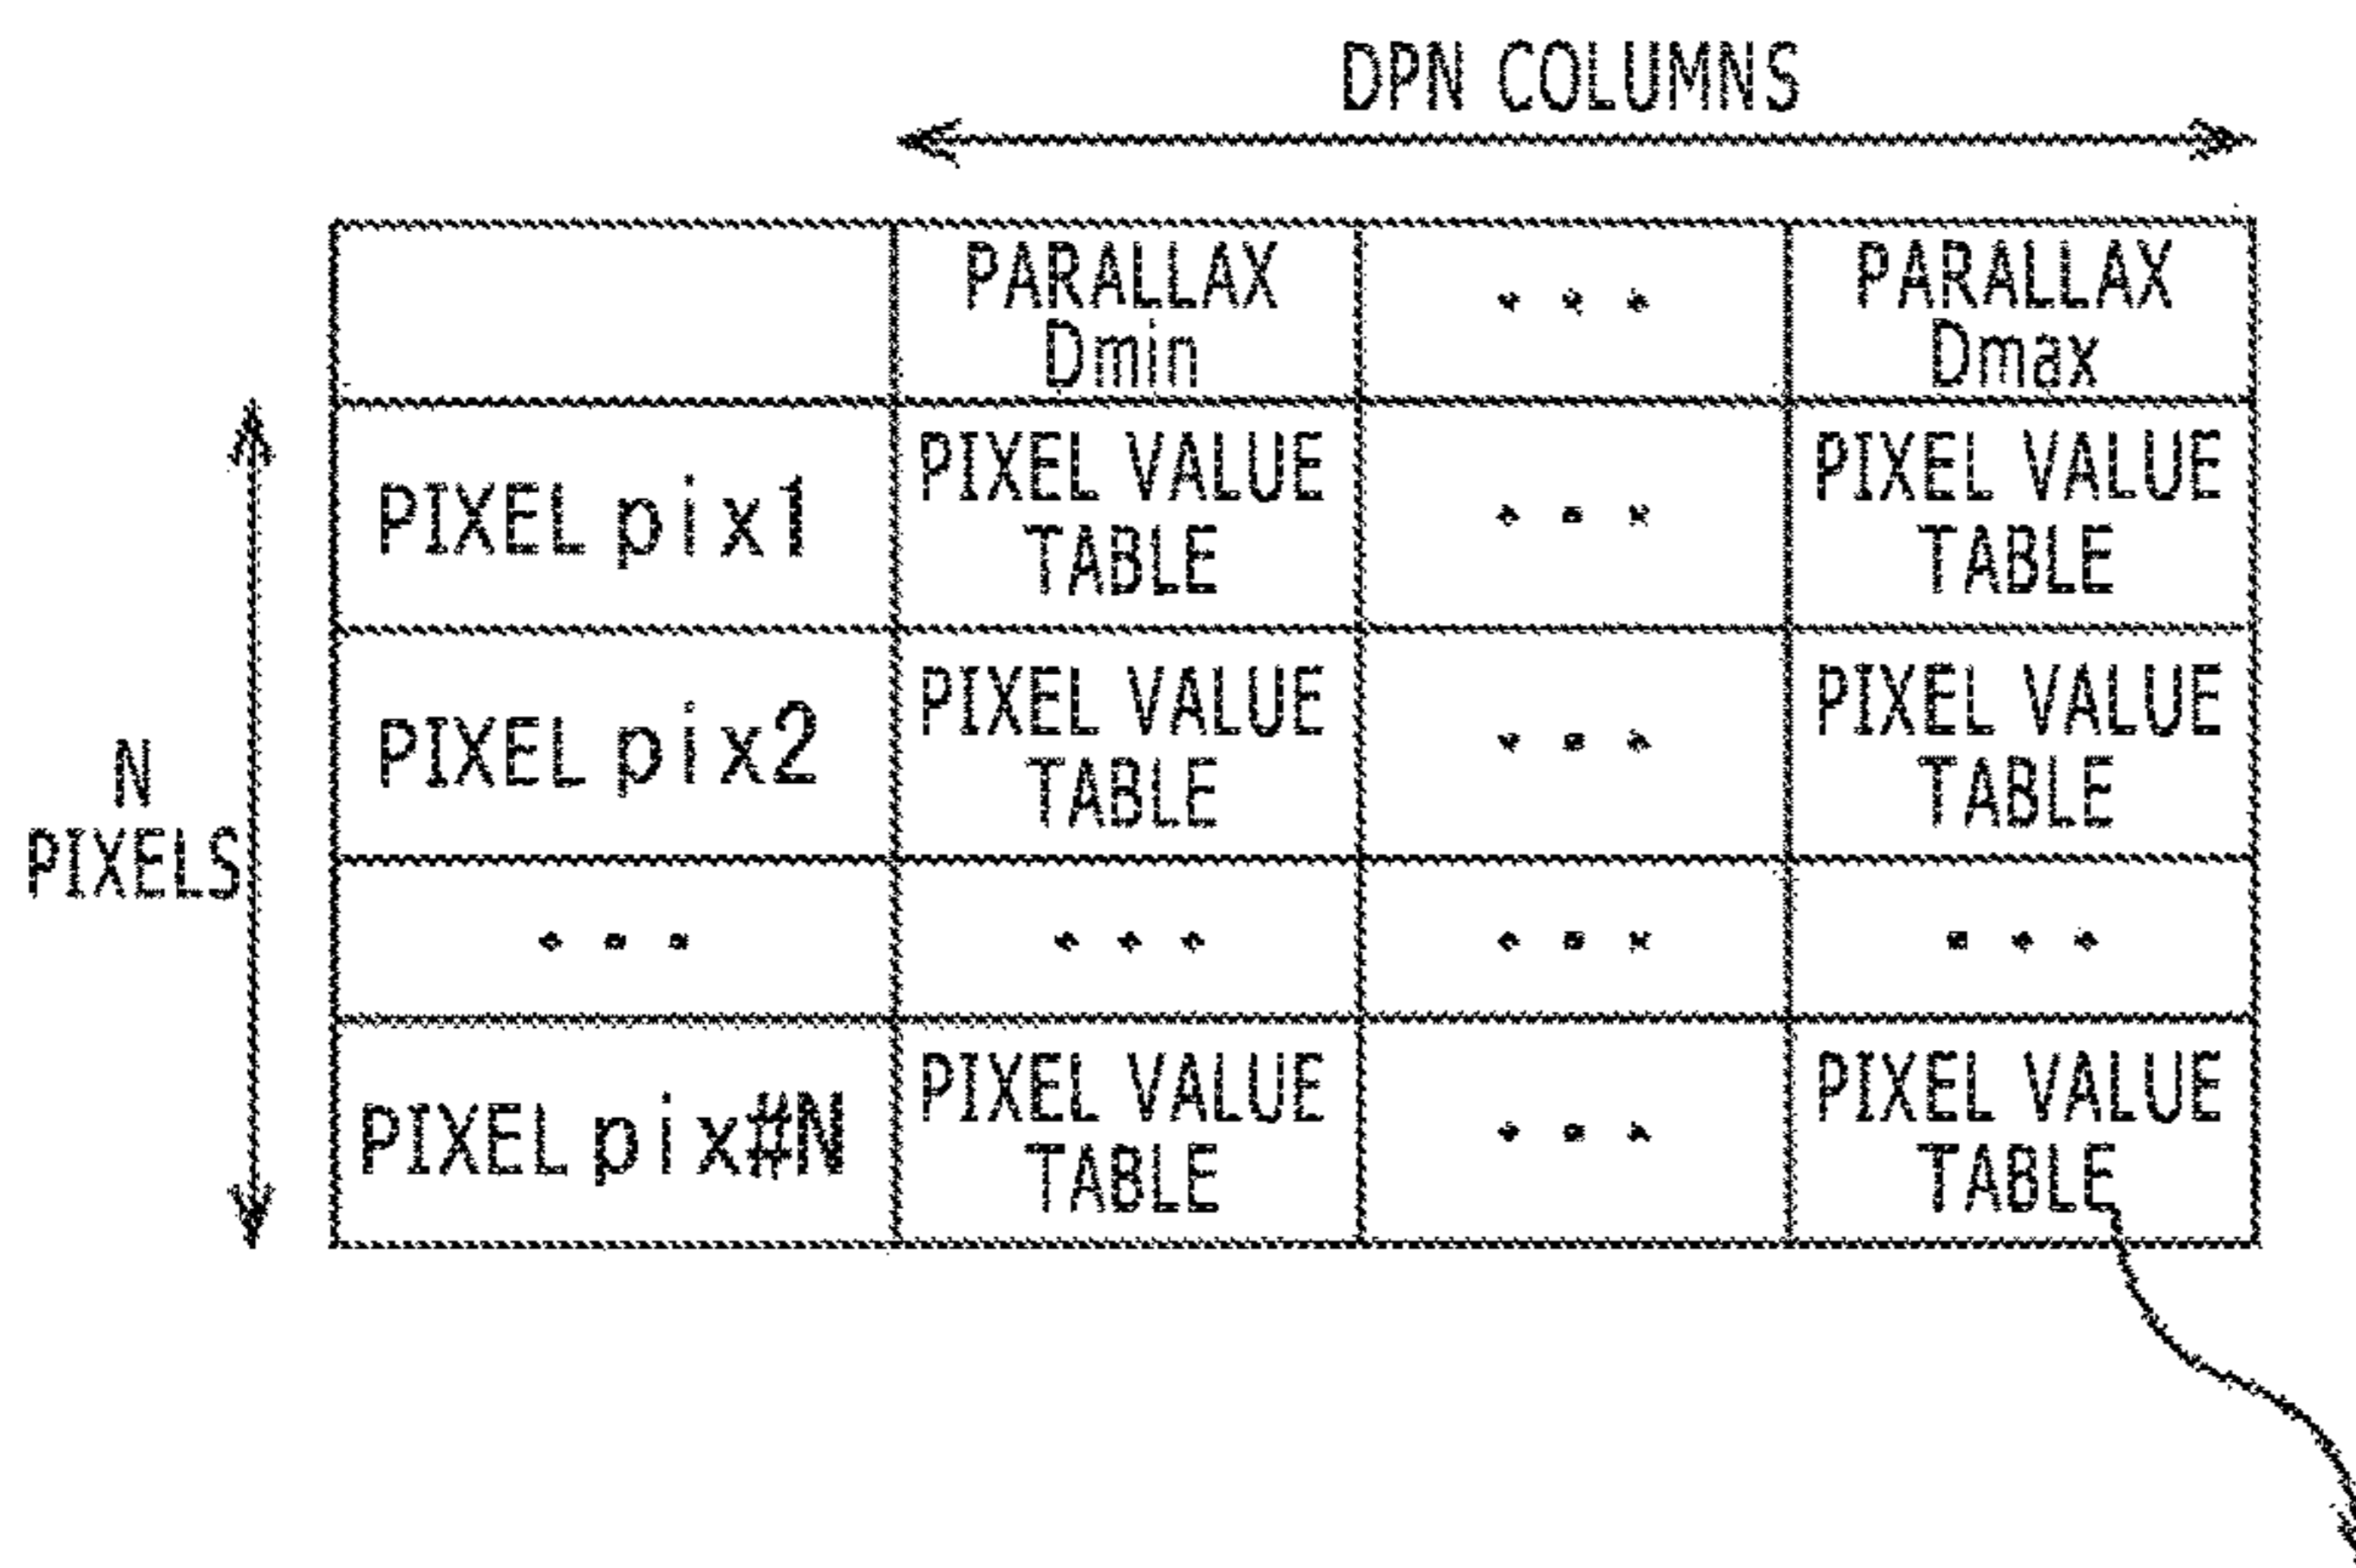 DPN COLUMNS
PARALLAX
Dmin
• • •
PARALLAX
Dmax
N
PIXELS
PIXEL pix1
PIXEL VALUE
TABLE
• • •
PIXEL VALUE
TABLE
PIXEL pix2
PIXEL VALUE
TABLE
• • •
PIXEL VALUE
TABLE
• • •
• • •
• • •
• • •
PIXEL pix#N
PIXEL VALUE
TABLE
• • •
PIXEL VALUE
TABLE